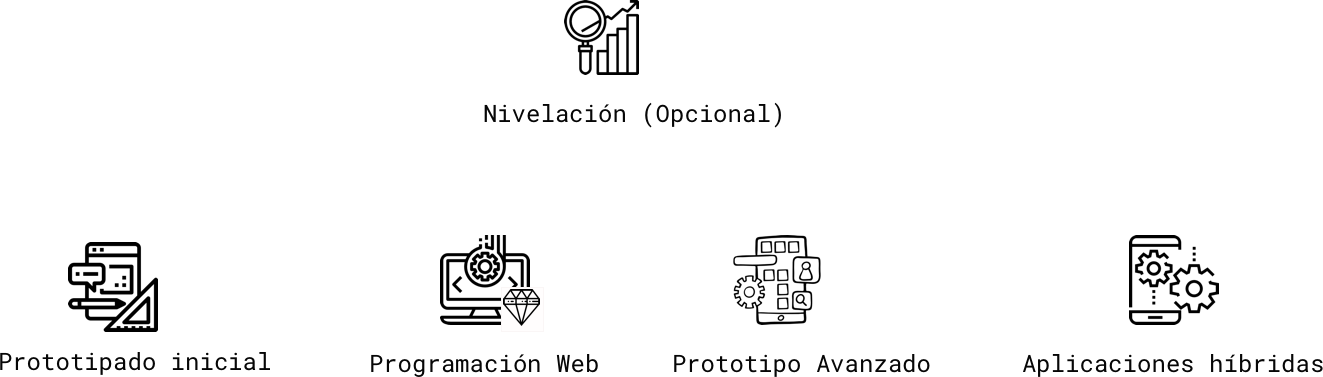 Nivelación (Opcional)
Prototipado inicial
Programación Web
Prototipo Avanzado
Aplicaciones híbridas